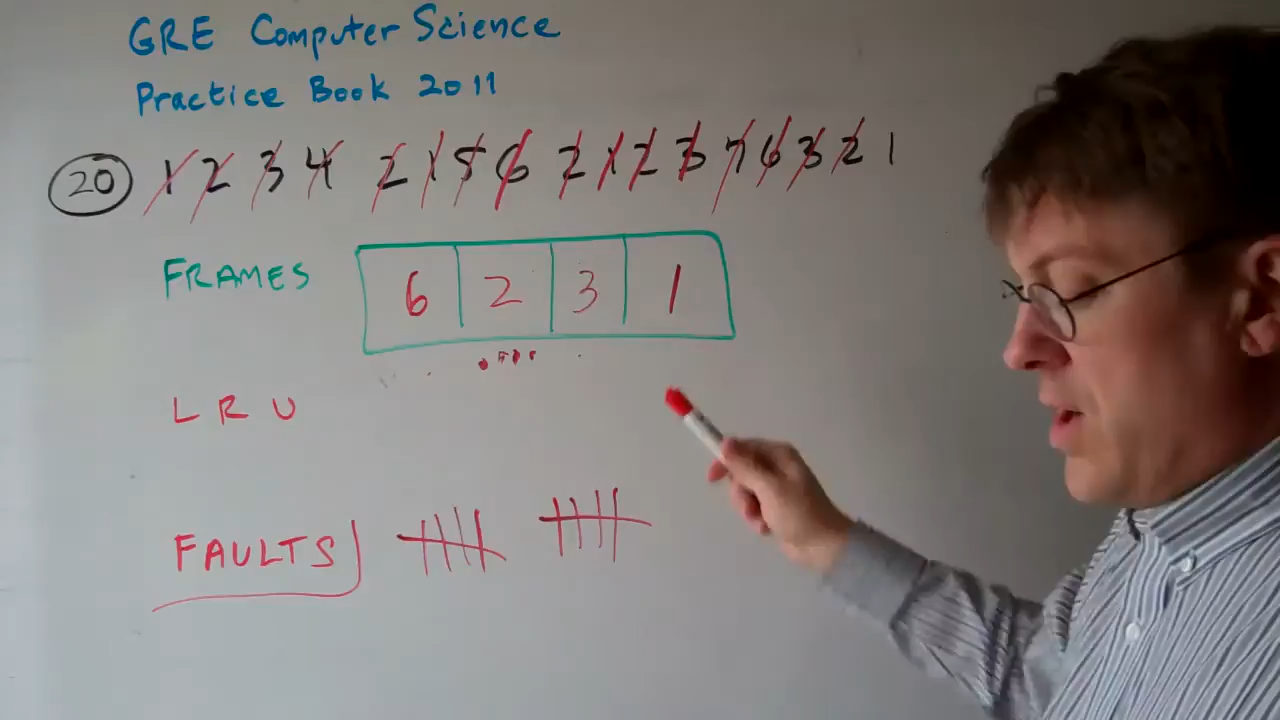 GRE Computer Science
Practice Book 2011
20 1 2 3 4 2 1 5 6 2 1 2 3 7 6 3 2 1
FRAMES 6 2 3 1
LRU
FAULTS